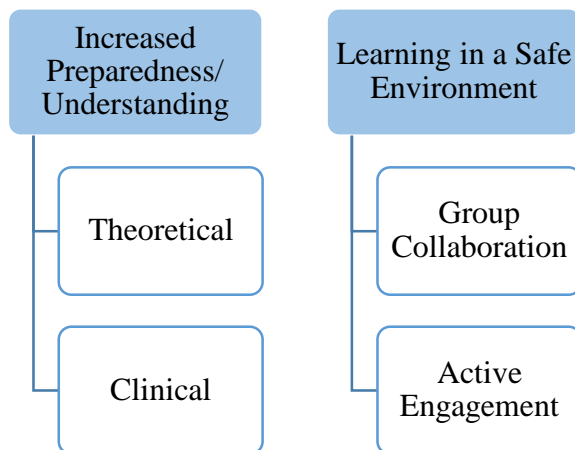 Increased
Preparedness/
Understanding
Theoretical
Clinical
Learning in a Safe
Environment
Group
Collaboration
Active
Engagement